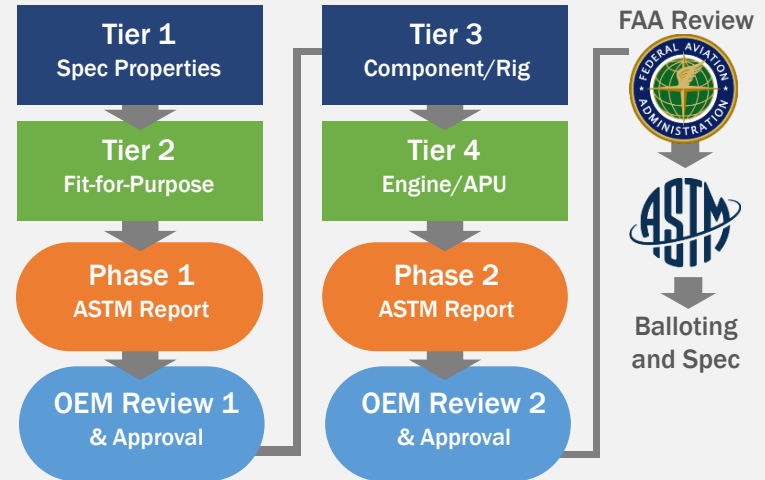 Tier 1
Spec Properties
Tier 2
Fit-for-Purpose
Phase 1
ASTM Report
OEM Review 1
& Approval
Tier 3
Component/Rig
Tier 4
Engine/APU
Phase 2
ASTM Report
OEM Review 2
& Approval
FAA Review
FEDERAL AVIATION
ADMINISTRATION
ASTM
Balloting
and Spec